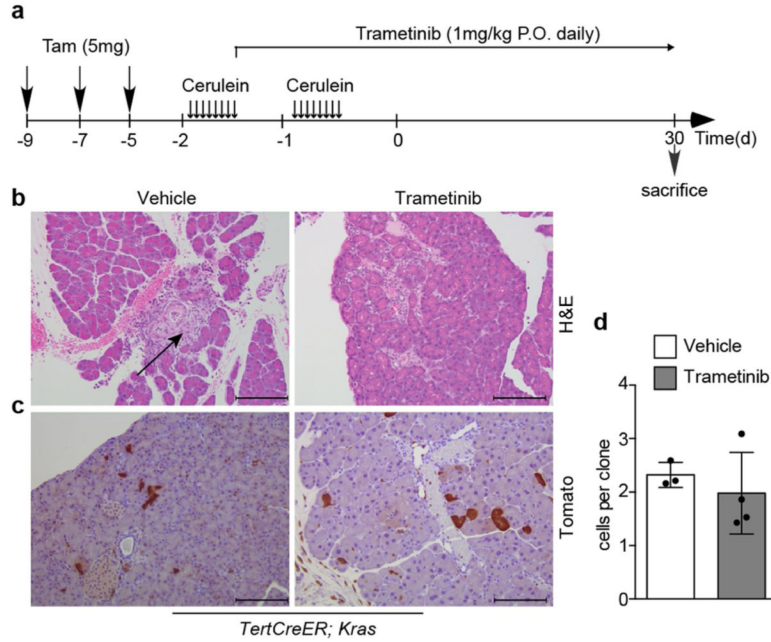 a
Trametinib (1mg/kg P.O. daily)
Tam (5mg)
Cerulein Cerulein
-9 -7 -5 -2 -1 0 30 Time(d)
sacrifice
b Vehicle Trametinib
H&E
c
Tomato
TertCreER; Kras
d
Vehicle
Trametinib
cells per clone
4
3
2
1
0